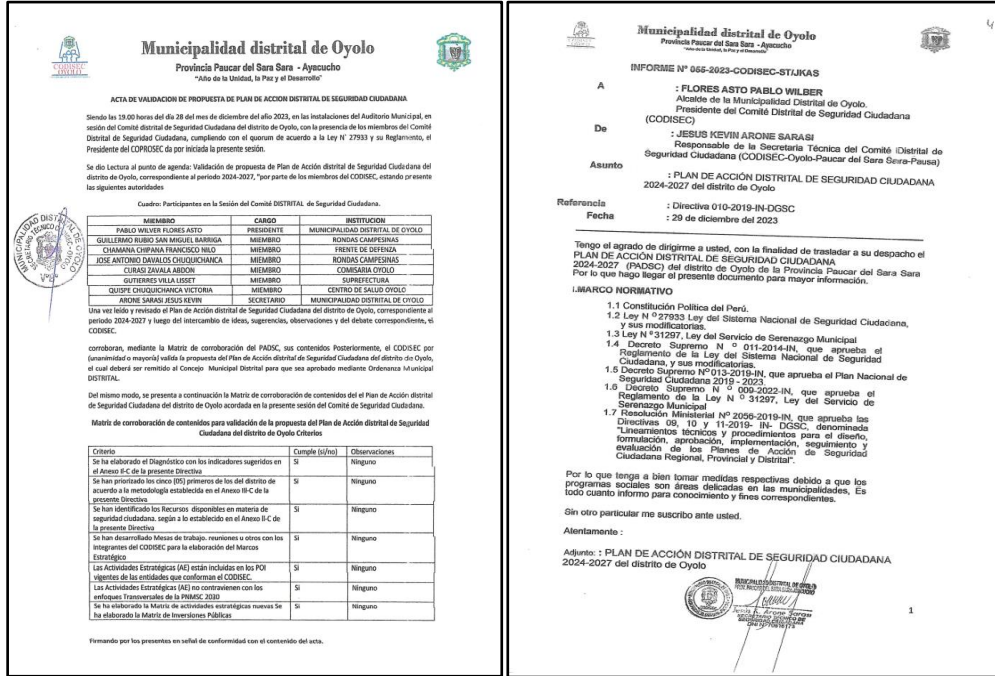 CODISEC
OYOLO
Municipalidad distrital de Oyolo
Provincia Paucar del Sara Sara - Ayacucho
"Año de la Unidad, la Paz y el Desarrollo"
ACTA DE VALIDACION DE PROPUESTA DE PLAN DE ACCION DISTRITAL DE SEGURIDAD CIUDADANA
Siendo las 19.00 horas del día 28 del mes de diciembre del año 2023, en las instalaciones del Auditorio Municipal, en
sesión del Comité distrital de Seguridad Ciudadana del distrito de Oyolo, con la presencia de los miembros del Comité
Distrital de Seguridad Ciudadana, cumpliendo con el quorum de acuerdo a la Ley N° 27933 y su Reglamento, el
Presidente del COPROSEC da por iniciada la presente sesión.
Se dio Lectura al punto de agenda: Validación de propuesta de Plan de Acción distrital de Seguridad Ciudadana del
distrito de Oyolo, correspondiente al periodo 2024-2027, "por parte de los miembros del CODISEC, estando presente
las siguientes autoridades
Cuadro: Participantes en la Sesión del Comité DISTRITAL de Seguridad Ciudadana.
MIEMBRO CARGO INSTITUCION
PABLO WILVER FLORES ASTO PRESIDENTE MUNICIPALIDAD DISTRITAL DE OYOLO
GUILLERMO RUBIO SAN MIGUEL BARRIGA MIEMBRO RONDAS CAMPESINAS
CHAMANA CHIPANA FRANCISCO NILO MIEMBRO FRENTE DE DEFENZA
JOSE ANTONIO DAVALOS CHUQUIHUANCA MIEMBRO RONDAS CAMPESINAS
CURASI ZAVALA ABDON MIEMBRO COMISARIA OYOLO
GUTIERRES VILLA LISSET MIEMBRO SUPREFECTURA
QUISPE CHUQUICHANCA VICTORIA MIEMBRO CENTRO DE SALUD OYOLO
ARONE SARASI JESUS KEVIN SECRETARIO MUNICIPALIDAD DISTRITAL DE OYOLO
Una vez leído y revisado el Plan de Acción distrital de Seguridad Ciudadana del distrito de Oyolo, correspondiente al
periodo 2024-2027 y luego del intercambio de ideas, sugerencias, observaciones y del debate correspondiente, el
CODISEC.
corroboran, mediante la Matriz de corroboración del PADSC, sus contenidos Posteriormente, el CODISEC por
(unanimidad o mayoría) valida la propuesta del Plan de Acción distrital de Seguridad Ciudadana del distrito de Oyolo,
el cual deberá ser remitido al Concejo Municipal Distrital para que sea aprobado mediante Ordenanza Municipal
DISTRITAL.
Del mismo modo, se presenta a continuación la Matriz de corroboración de contenidos del Plan de Acción distrital
de Seguridad Ciudadana del distrito de Oyolo acordada en la presente sesión del Comité de Seguridad Ciudadana.
Matriz de corroboración de contenidos para validación de la propuesta del Plan de Acción distrital de Seguridad
Ciudadana del distrito de Oyolo Criterios
Criterio Cumple (si/no) Observaciones
Se ha elaborado el Diagnóstico con los indicadores sugeridos en Si Ninguno
el Anexo II-C de la presente Directiva
Se han priorizado los cinco (05) primeros de los del distrito de Si Ninguno
acuerdo a la metodología establecida en el Anexo III-C de la
presente Directiva
Se han identificado los Recursos disponibles en materia de Si Ninguno
seguridad ciudadana. según a lo establecido en el Anexo II-C de
la presente Directiva
Se han desarrollado Mesas de trabajo. reuniones u otros con los Si Ninguno
integrantes del CODISEC para la elaboración del Marcos
Estratégico
Las Actividades Estratégicas (AE) están incluidas en los POI Si Ninguno
vigentes de las entidades que conforman el CODISEC.
Las Actividades Estratégicas (AE) no contravienen con los Si Ninguno
enfoques Transversales de la PNMSC 2030
Se ha elaborado la Matriz de actividades estratégicas nuevas Se Si Ninguno
ha elaborado la Matriz de Inversiones Públicas
Firmando por los presentes en señal de conformidad con el contenido del acta.
Municipalidad distrital de Oyolo
Provincia Paucar del Sara Sara - Ayacucho
"Año de la Unidad, la Paz y el Desarrollo"
INFORME N° 055-2023-CODISEC-ST/JKAS
A : FLORES ASTO PABLO WILBER
Alcalde de la Municipalidad Distrital de Oyolo.
Presidente del Comité Distrital de Seguridad Ciudadana
(CODISEC)
De : JESUS KEVIN ARONE SARASI
Responsable de la Secretaria Técnica del Comité Distrital de
Seguridad Ciudadana (CODISEC-Oyolo-Paucar del Sara Sara-Pausa)
Asunto
: PLAN DE ACCIÓN DISTRITAL DE SEGURIDAD CIUDADANA
2024-2027 del distrito de Oyolo
Referencia : Directiva 010-2019-IN-DGSC
Fecha : 29 de diciembre del 2023
Tengo el agrado de dirigirme a usted, con la finalidad de trasladar a su despacho el
PLAN DE ACCIÓN DISTRITAL DE SEGURIDAD CIUDADANA
2024-2027 (PADSC) del distrito de Oyolo de la Provincia Paucar del Sara Sara
Por lo que hago llegar el presente documento para mayor información.
I.MARCO NORMATIVO
1.1 Constitución Política del Perú.
1.2 Ley N °27933 Ley del Sistema Nacional de Seguridad Ciudadana,
y sus modificatorias.
1.3 Ley N °31297, Ley del Servicio de Serenazgo Municipal
1.4 Decreto Supremo N ° 011-2014-IN, que aprueba el
Reglamento de la Ley del Sistema Nacional de Seguridad
Ciudadana, y sus modificatorias.
1.5 Decreto Supremo N° 013-2019-IN, que aprueba el Plan Nacional de
Seguridad Ciudadana 2019 - 2023.
1.6 Decreto Supremo N ° 009-2022-IN, que aprueba el
Reglamento de la Ley N ° 31297, Ley del Servicio de
Serenazgo Municipal
1.7 Resolución Ministerial N° 2056-2019-IN, que aprueba las
Directivas 09, 10 y 11-2019- IN- DGSC, denominada
"Lineamientos técnicos y procedimientos para el diseño,
formulación, aprobación, implementación, seguimiento y
evaluación de los Planes de Acción de Seguridad
Ciudadana Regional, Provincial y Distrital".
Por lo que tenga a bien tomar medidas respectivas debido a que los
programas sociales son áreas delicadas en las municipalidades, Es
todo cuanto informo para conocimiento y fines correspondientes.
Sin otro particular me suscribo ante usted.
Atentamente :
Adjunto: : PLAN DE ACCIÓN DISTRITAL DE SEGURIDAD CIUDADANA
2024-2027 del distrito de Oyolo
MUNICIPALIDAD DISTRITAL DE OYOLO
Jesus K. Arone Sarasi
SECRETARIO TÉCNICO DE
SEGURIDAD CIUDADANA
1